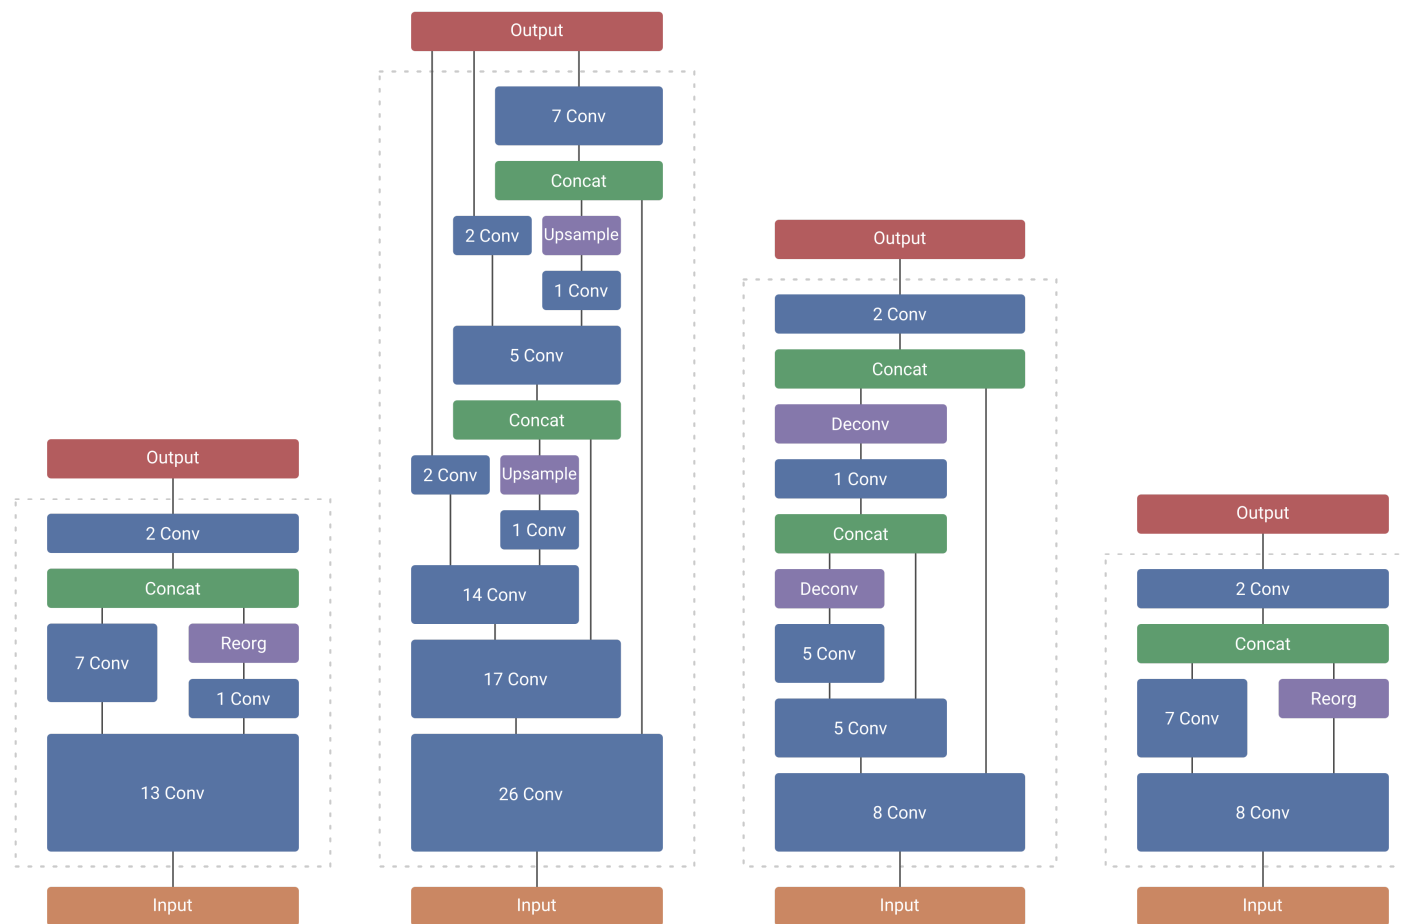 Output
2 Conv
Concat
7 Conv
Reorg
1 Conv
13 Conv
Input
Output
7 Conv
Concat
2 Conv
Upsample
1 Conv
5 Conv
Concat
2 Conv
Upsample
1 Conv
14 Conv
17 Conv
26 Conv
Input
Output
2 Conv
Concat
Deconv
1 Conv
Concat
Deconv
5 Conv
5 Conv
8 Conv
Input
Output
2 Conv
Concat
7 Conv
Reorg
8 Conv
Input